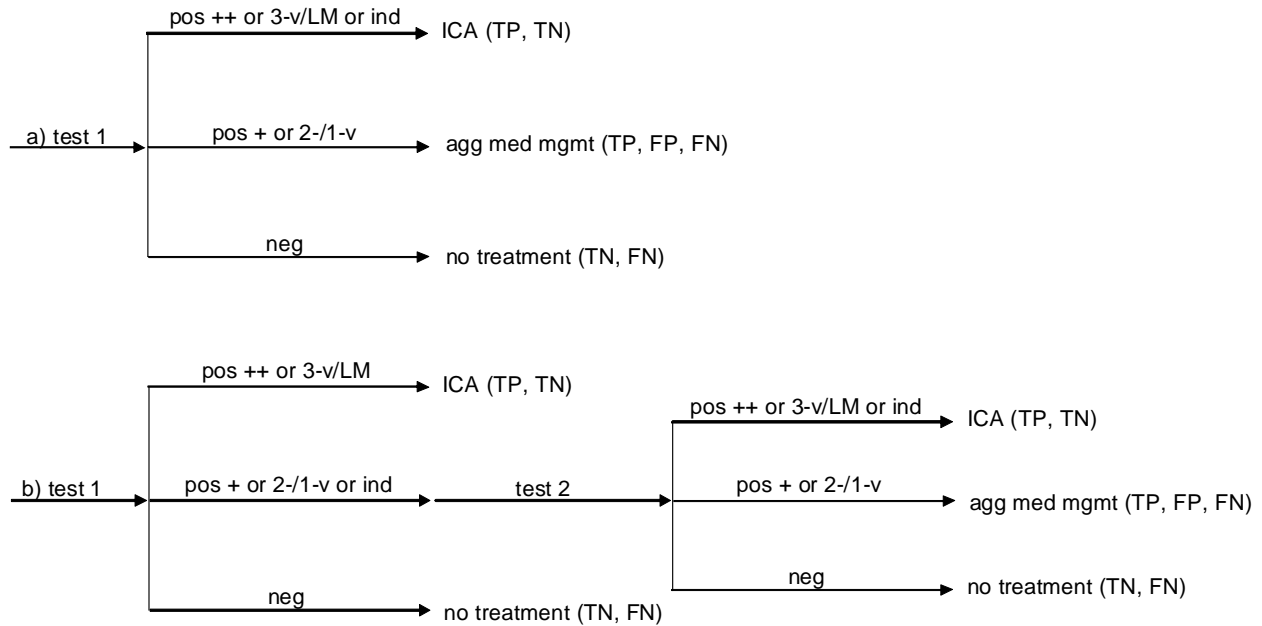 pos ++ or 3-v/LM or ind
ICA (TP, TN)
a) test 1
pos + or 2-/1-v
agg med mgmt (TP, FP, FN)
neg
no treatment (TN, FN)
pos ++ or 3-v/LM
ICA (TP, TN)
pos ++ or 3-v/LM or ind
ICA (TP, TN)
b) test 1
pos + or 2-/1-v or ind
test 2
pos + or 2-/1-v
agg med mgmt (TP, FP, FN)
neg
no treatment (TN, FN)
neg
no treatment (TN, FN)